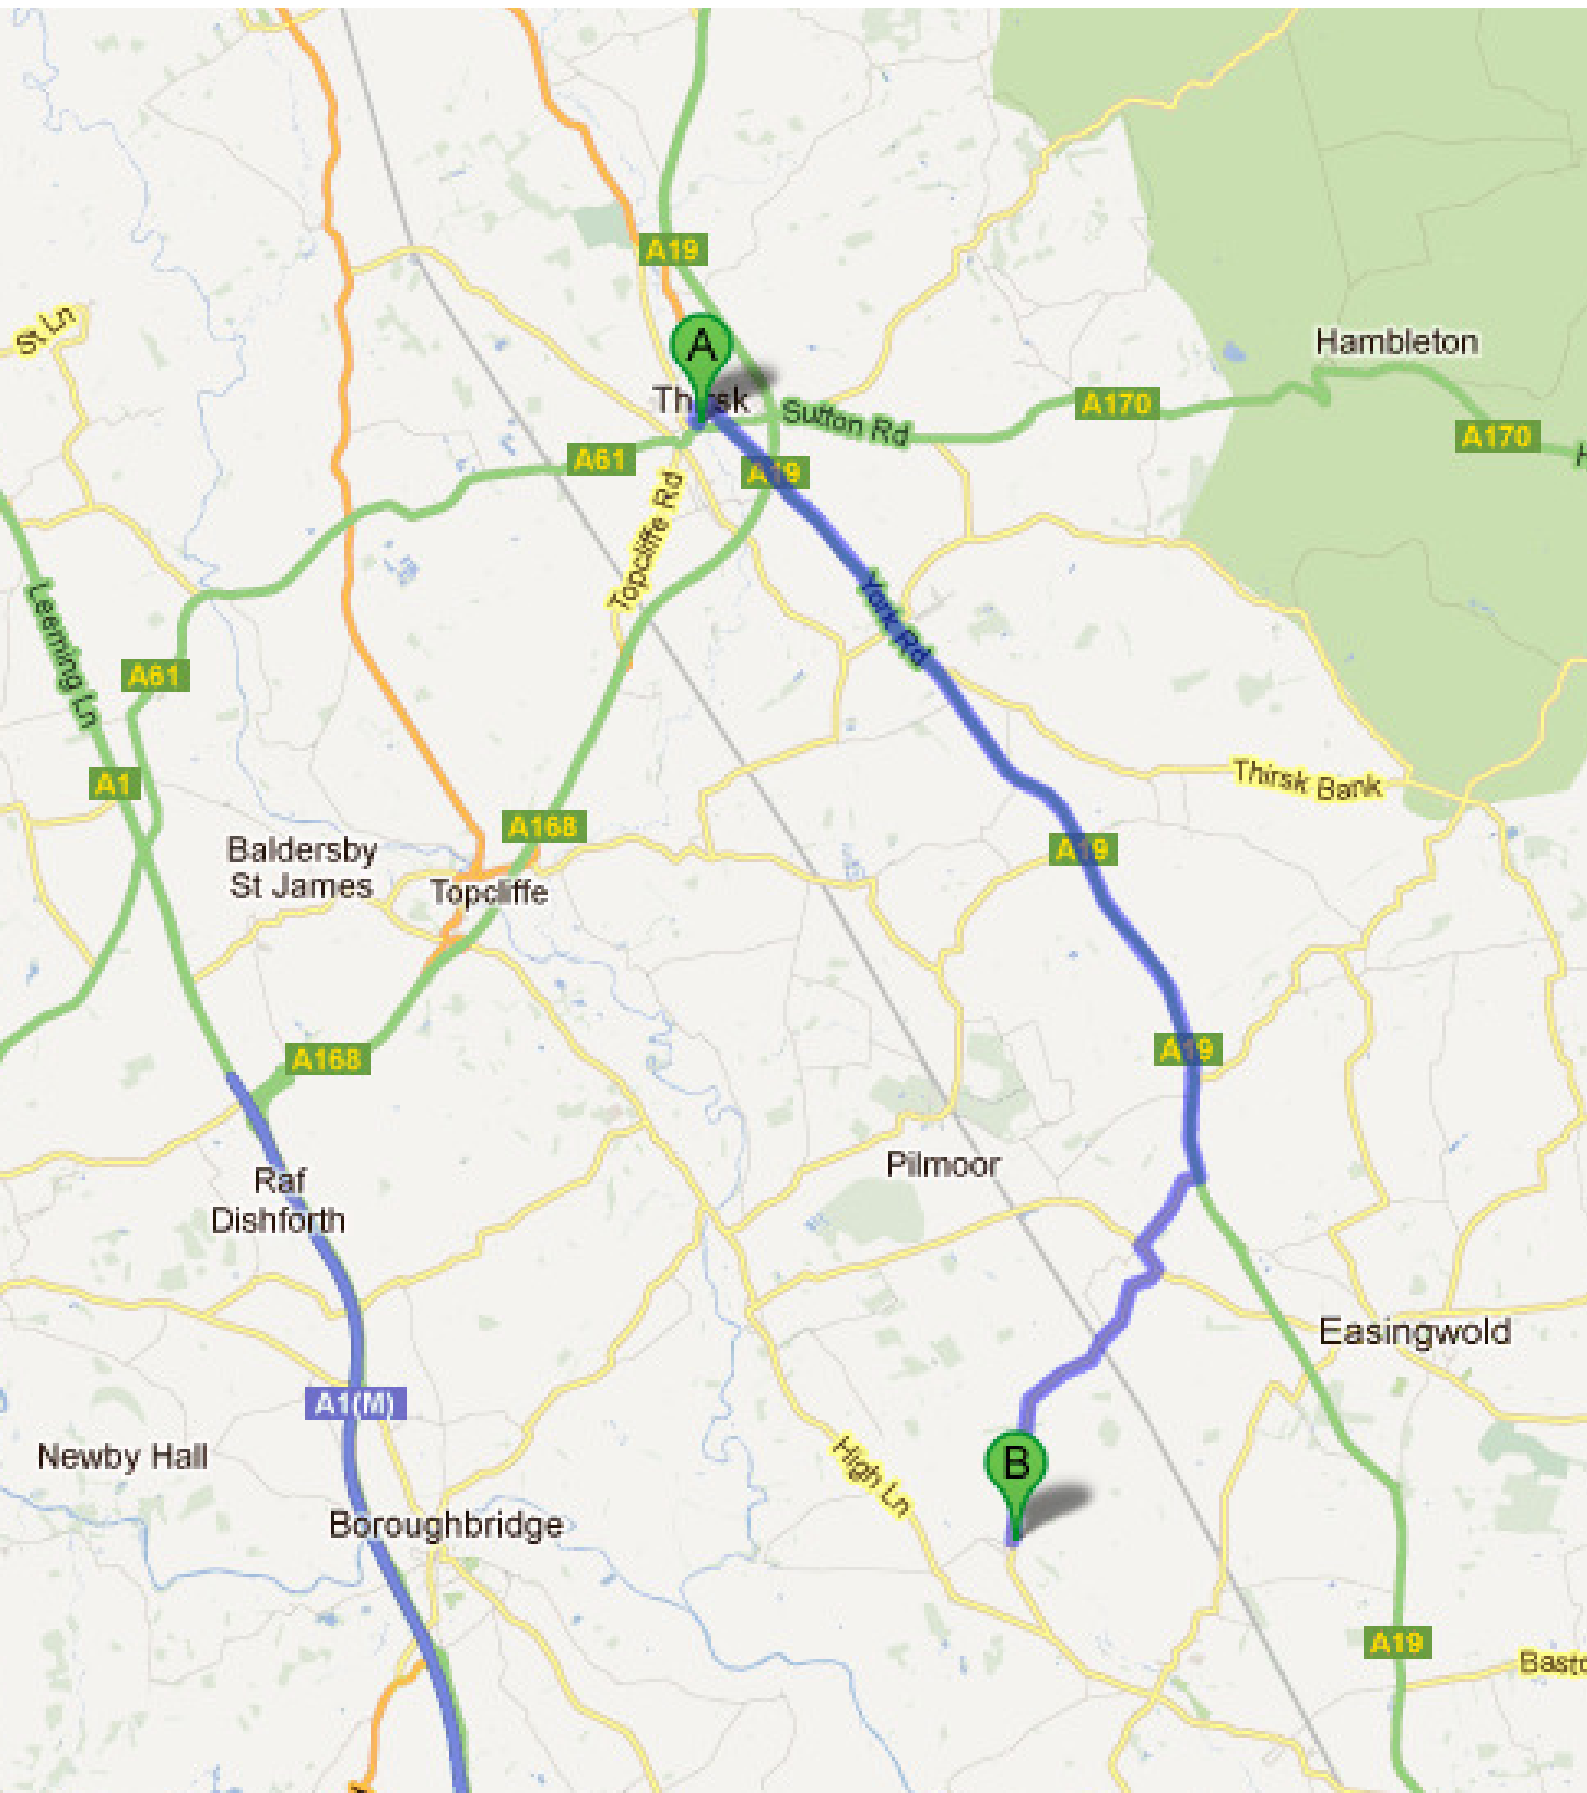 A19
St Ln
Hambleton
A
Thirsk
A170
Sutton Rd
A170
A61
A19
Topcliffe Rd
Leeming Ln
York Rd
A61
A1
Thirsk Bank
A168
A19
Baldersby
St James
Topcliffe
A168
A19
Pilmoor
Raf
Dishforth
Easingwold
A1(M)
Newby Hall
High Ln
B
Boroughbridge
A19